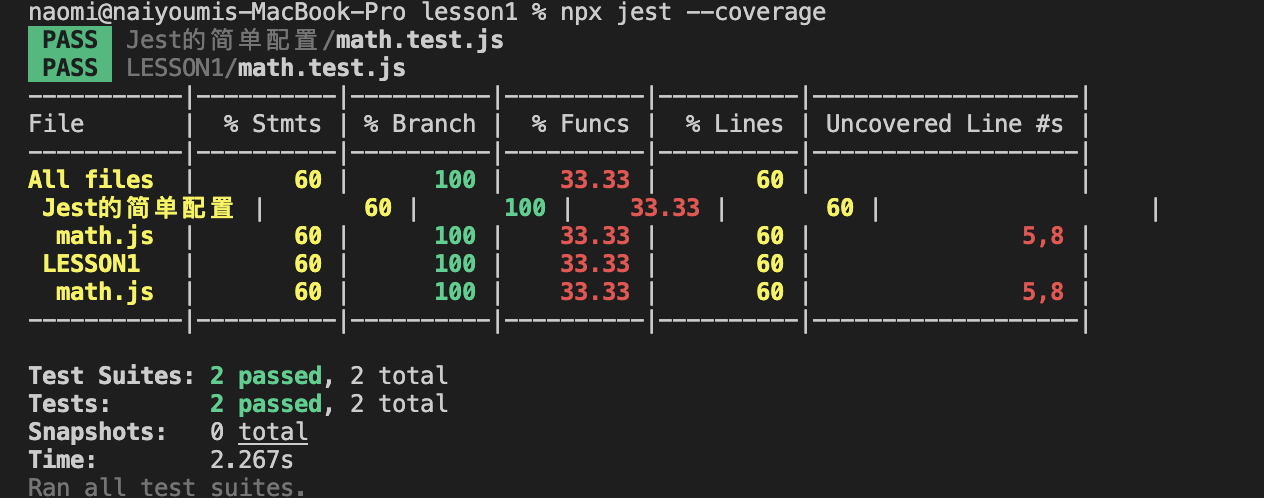 naomi@naiyoumis-MacBook-Pro lesson1 % npx jest --coverage
PASS Jest的简单配置/math.test.js
PASS LESSON1/math.test.js
-----------|----------|----------|----------|----------|-------------------|
File       |  % Stmts | % Branch |  % Funcs |  % Lines | Uncovered Line #s |
-----------|----------|----------|----------|----------|-------------------|
All files  |       60 |      100 |    33.33 |       60 |                   |
 Jest的简单配置 |       60 |      100 |    33.33 |       60 |                   |
  math.js  |       60 |      100 |    33.33 |       60 |               5,8 |
 LESSON1   |       60 |      100 |    33.33 |       60 |                   |
  math.js  |       60 |      100 |    33.33 |       60 |               5,8 |
-----------|----------|----------|----------|----------|-------------------|
Test Suites: 2 passed, 2 total
Tests:       2 passed, 2 total
Snapshots:   0 total
Time:        2.267s
Ran all test suites.